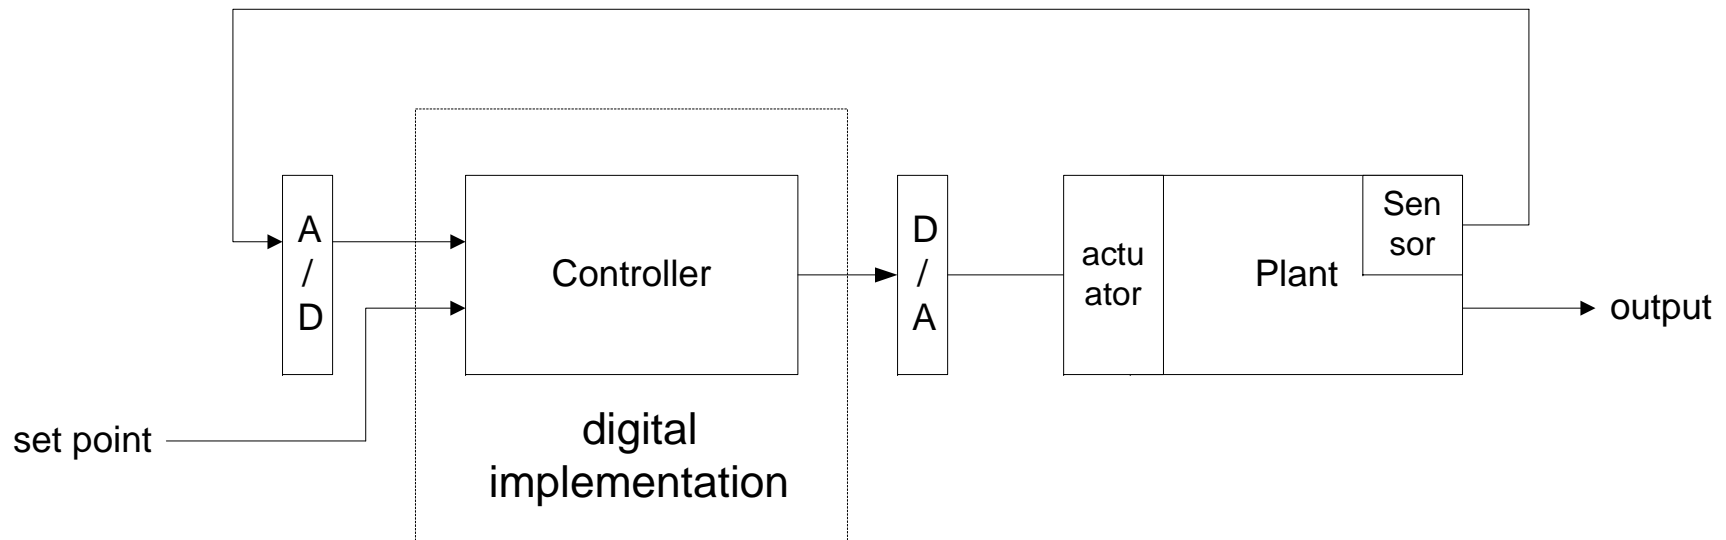 A
/
D
Controller
D
/
A
actu
ator
Plant
Sen
sor
output
set point
digital
implementation